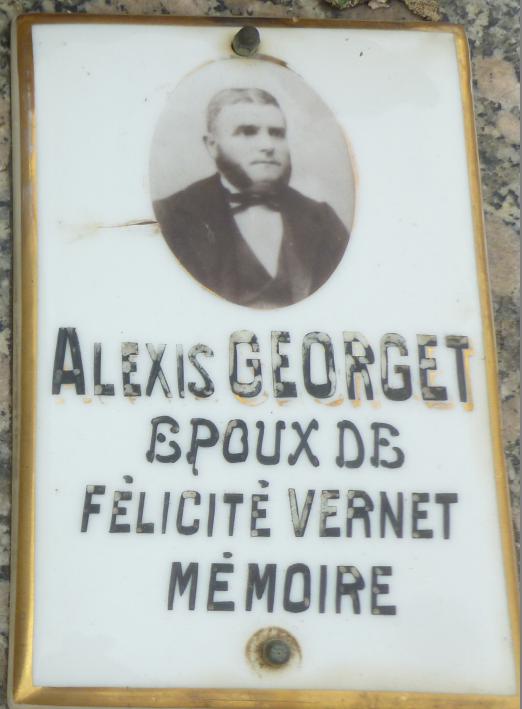 ALEXIS GEORGET
EPOUX DE
FÉLICITÉ VERNET
MÉMOIRE